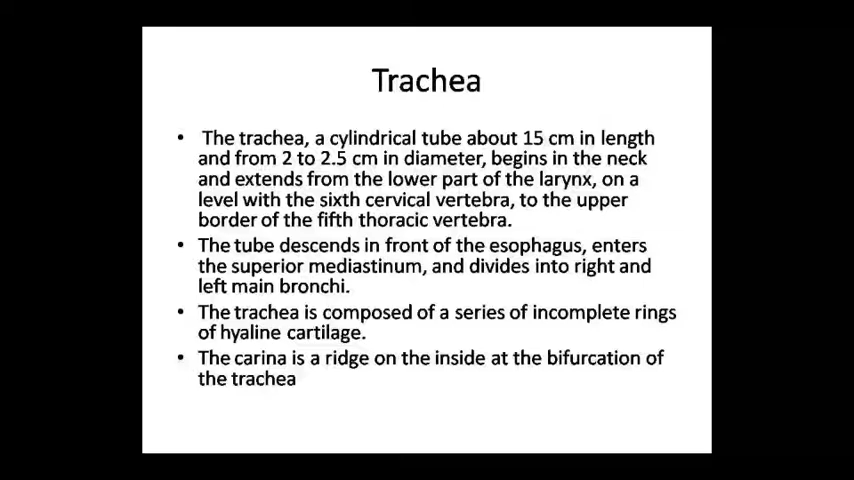 Trachea
• The trachea, a cylindrical tube about 15 cm in length
and from 2 to 2.5 cm in diameter, begins in the neck
and extends from the lower part of the larynx, on a
level with the sixth cervical vertebra, to the upper
border of the fifth thoracic vertebra.
• The tube descends in front of the esophagus, enters
the superior mediastinum, and divides into right and
left main bronchi.
• The trachea is composed of a series of incomplete rings
of hyaline cartilage.
• The carina is a ridge on the inside at the bifurcation of
the trachea